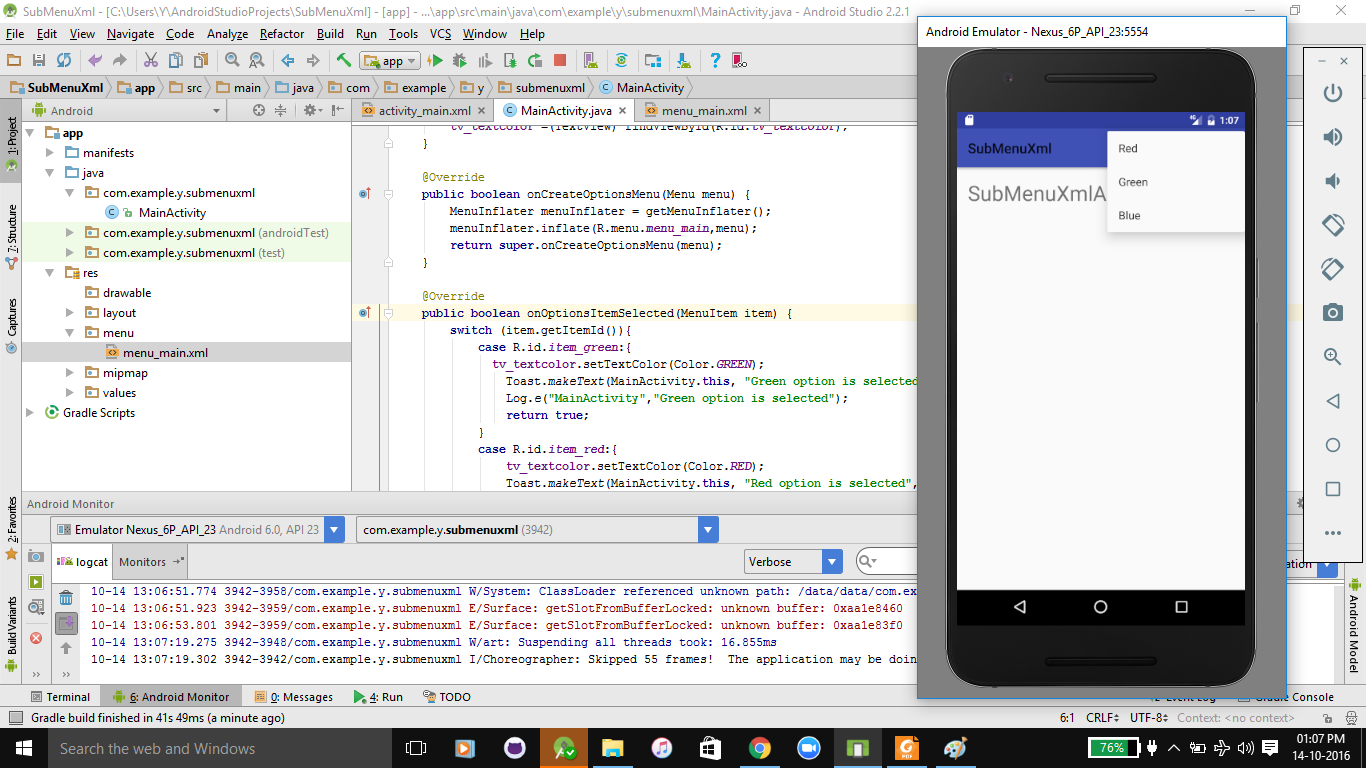 SubMenuXml - [C:\Users\Y\AndroidStudioProjects\SubMenuXml] - [app] - ...\app\src\main\java\com\example\y\submenuxml\MainActivity.java - Android Studio 2.2.1
File Edit View Navigate Code Analyze Refactor Build Run Tools VCS Window Help
app
SubMenuXml app src main java com example y submenuxml MainActivity
Android
activity_main.xml MainActivity.java menu_main.xml
1: Project
7: Structure
Captures
2: Favorites
Build Variants
app
manifests
java
com.example.y.submenuxml
MainActivity
com.example.y.submenuxml (androidTest)
com.example.y.submenuxml (test)
res
drawable
layout
menu
menu_main.xml
mipmap
values
Gradle Scripts
tv_textcolor =(TextView) findViewById(R.id.tv_textcolor);
}
@Override
public boolean onCreateOptionsMenu(Menu menu) {
MenuInflater menuInflater = getMenuInflater();
menuInflater.inflate(R.menu.menu_main,menu);
return super.onCreateOptionsMenu(menu);
}
@Override
public boolean onOptionsItemSelected(MenuItem item) {
switch (item.getItemId()){
case R.id.item_green:{
tv_textcolor.setTextColor(Color.GREEN);
Toast.makeText(MainActivity.this, "Green option is selected
Log.e("MainActivity","Green option is selected");
return true;
}
case R.id.item_red:{
tv_textcolor.setTextColor(Color.RED);
Toast.makeText(MainActivity.this, "Red option is selected",
Android Emulator - Nexus_6P_API_23:5554
1:07
SubMenuXml
SubMenuXmlA
Red
Green
Blue
Android Monitor
Emulator Nexus_6P_API_23 Android 6.0, API 23
com.example.y.submenuxml (3942)
logcat Monitors
Verbose
10-14 13:06:51.774 3942-3958/com.example.y.submenuxml W/System: ClassLoader referenced unknown path: /data/data/com.ex
10-14 13:06:51.923 3942-3959/com.example.y.submenuxml E/Surface: getSlotFromBufferLocked: unknown buffer: 0xaa1e8460
10-14 13:06:53.801 3942-3959/com.example.y.submenuxml E/Surface: getSlotFromBufferLocked: unknown buffer: 0xaa1e83f0
10-14 13:07:19.275 3942-3948/com.example.y.submenuxml W/art: Suspending all threads took: 16.855ms
10-14 13:07:19.302 3942-3942/com.example.y.submenuxml I/Choreographer: Skipped 55 frames! The application may be doin
Android Model
Terminal 6: Android Monitor 0: Messages 4: Run TODO Event Log Gradle Console
Gradle build finished in 41s 49ms (a minute ago)
6:1 CRLF UTF-8 Context: <no context>
Search the web and Windows
76%
01:07 PM
14-10-2016